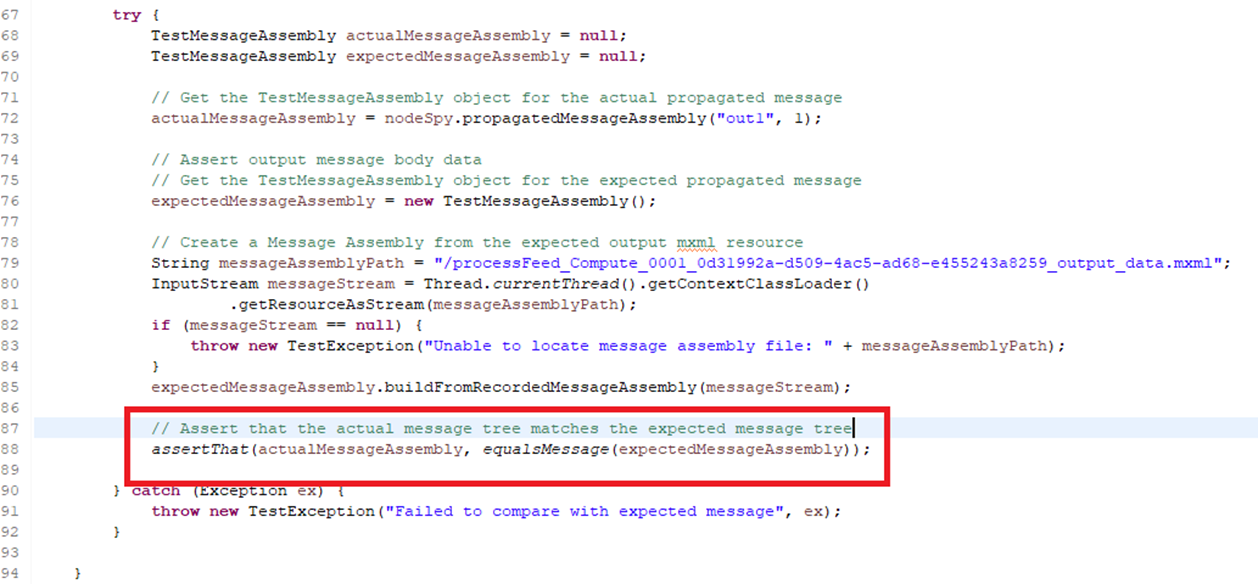 67         try {
68             TestMessageAssembly actualMessageAssembly = null;
69             TestMessageAssembly expectedMessageAssembly = null;
70
71             // Get the TestMessageAssembly object for the actual propagated message
72             actualMessageAssembly = nodeSpy.propagatedMessageAssembly("out1", 1);
73
74             // Assert output message body data
75             // Get the TestMessageAssembly object for the expected propagated message
76             expectedMessageAssembly = new TestMessageAssembly();
77
78             // Create a Message Assembly from the expected output mxml resource
79             String messageAssemblyPath = "/processFeed_Compute_0001_0d31992a-d509-4ac5-ad68-e455243a8259_output_data.mxml";
80             InputStream messageStream = Thread.currentThread().getContextClassLoader()
81                     .getResourceAsStream(messageAssemblyPath);
82             if (messageStream == null) {
83                 throw new TestException("Unable to locate message assembly file: " + messageAssemblyPath);
84             }
85             expectedMessageAssembly.buildFromRecordedMessageAssembly(messageStream);
86
87             // Assert that the actual message tree matches the expected message tree
88             assertThat(actualMessageAssembly, equalsMessage(expectedMessageAssembly));
89
90         } catch (Exception ex) {
91             throw new TestException("Failed to compare with expected message", ex);
92         }
93
94     }